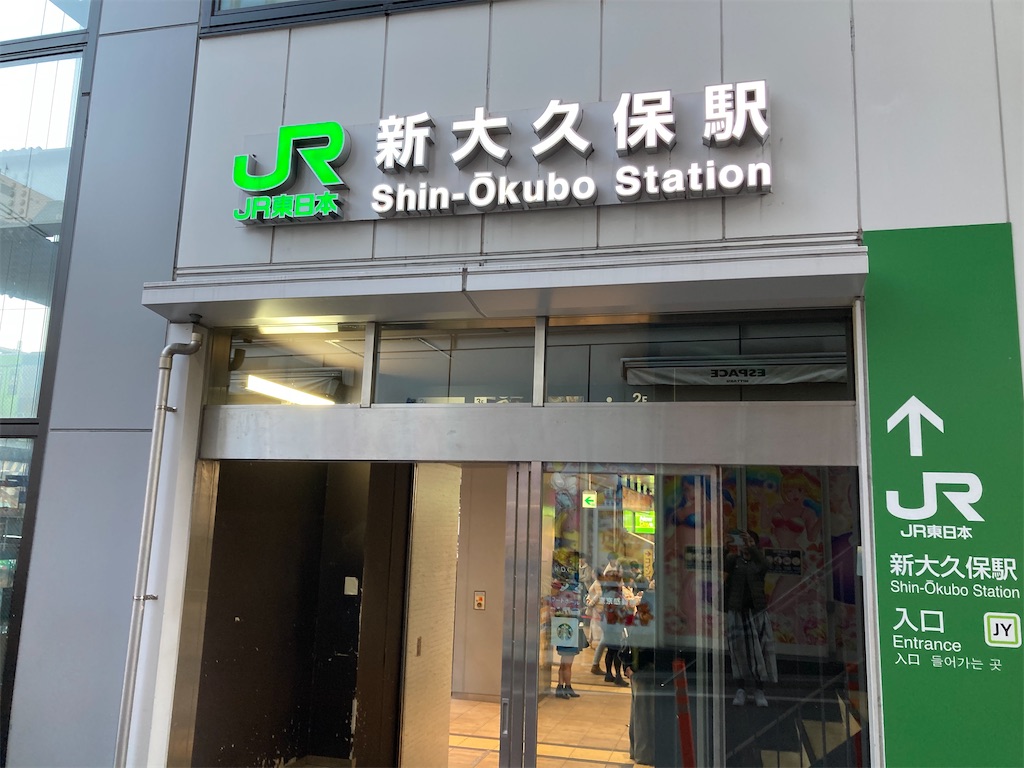 JR 新大久保駅
JR東日本 Shin-Ōkubo Station
ESPACE
2F
JR
JR東日本
新大久保駅
Shin-Ōkubo Station
入口
Entrance
入口 들어가는 곳
JY